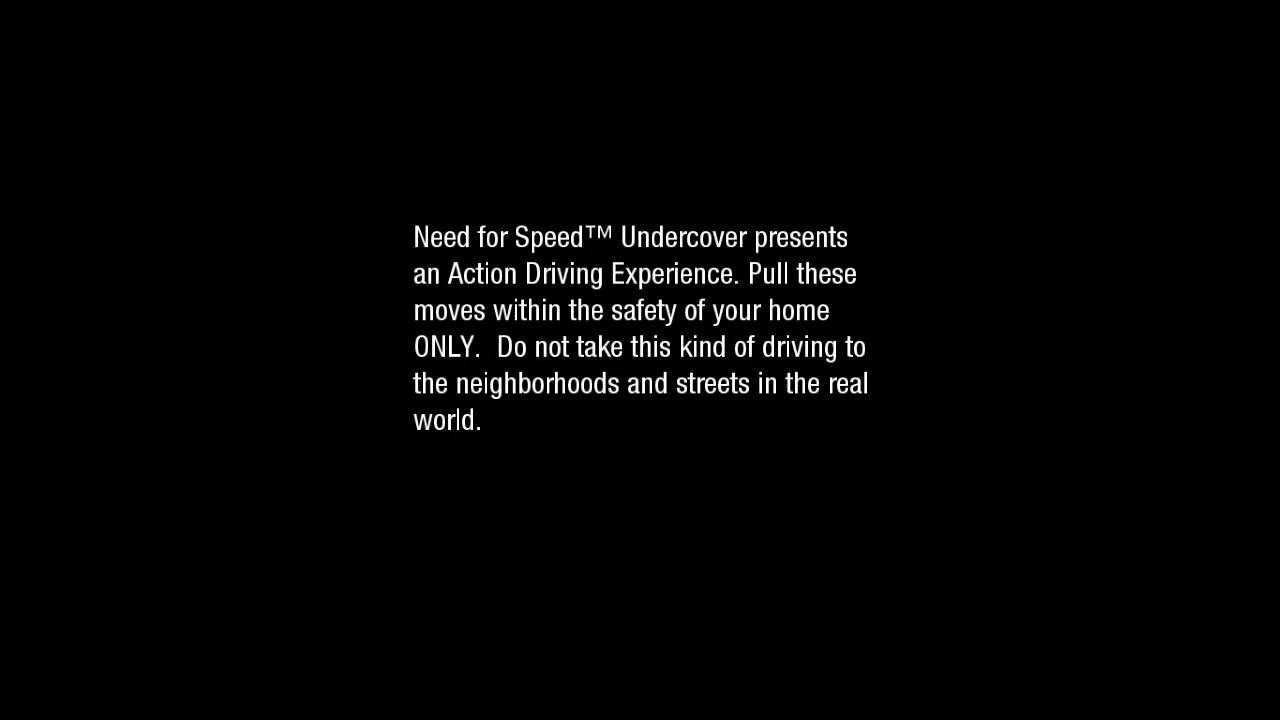 Need for Speed™ Undercover presents
an Action Driving Experience. Pull these
moves within the safety of your home
ONLY.  Do not take this kind of driving to
the neighborhoods and streets in the real
world.